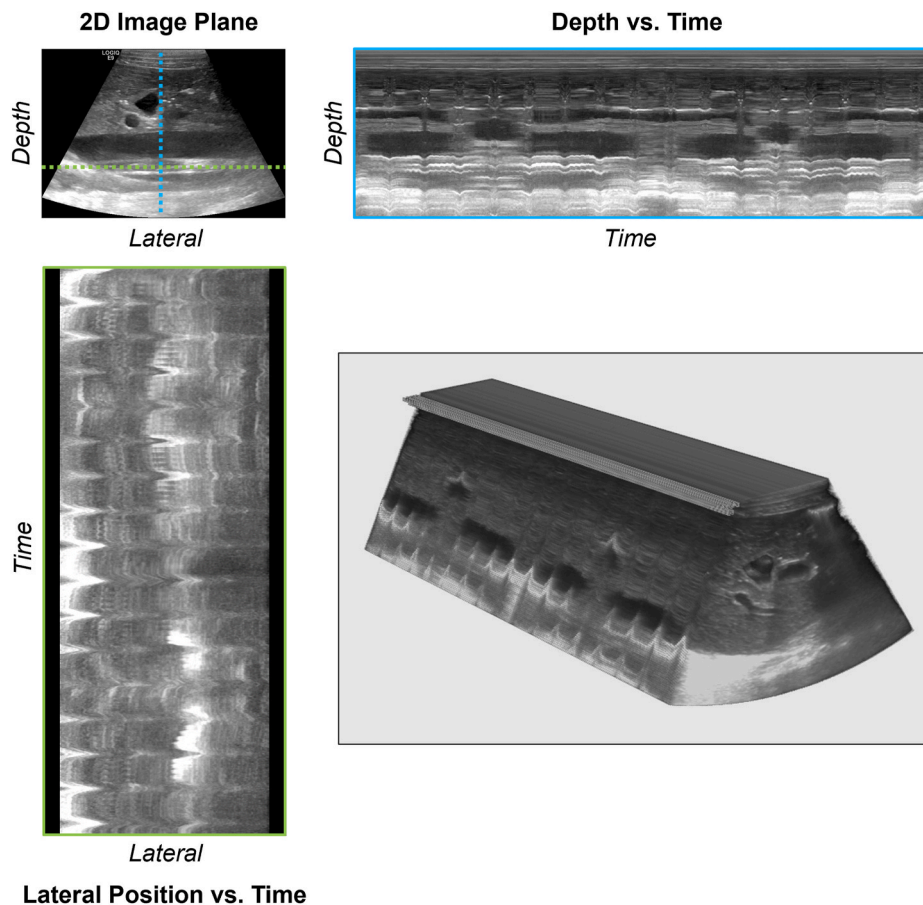 2D Image Plane
Depth vs. Time
LOGIQ
E9
Depth
Depth
Lateral
Time
Time
Lateral
Lateral Position vs. Time